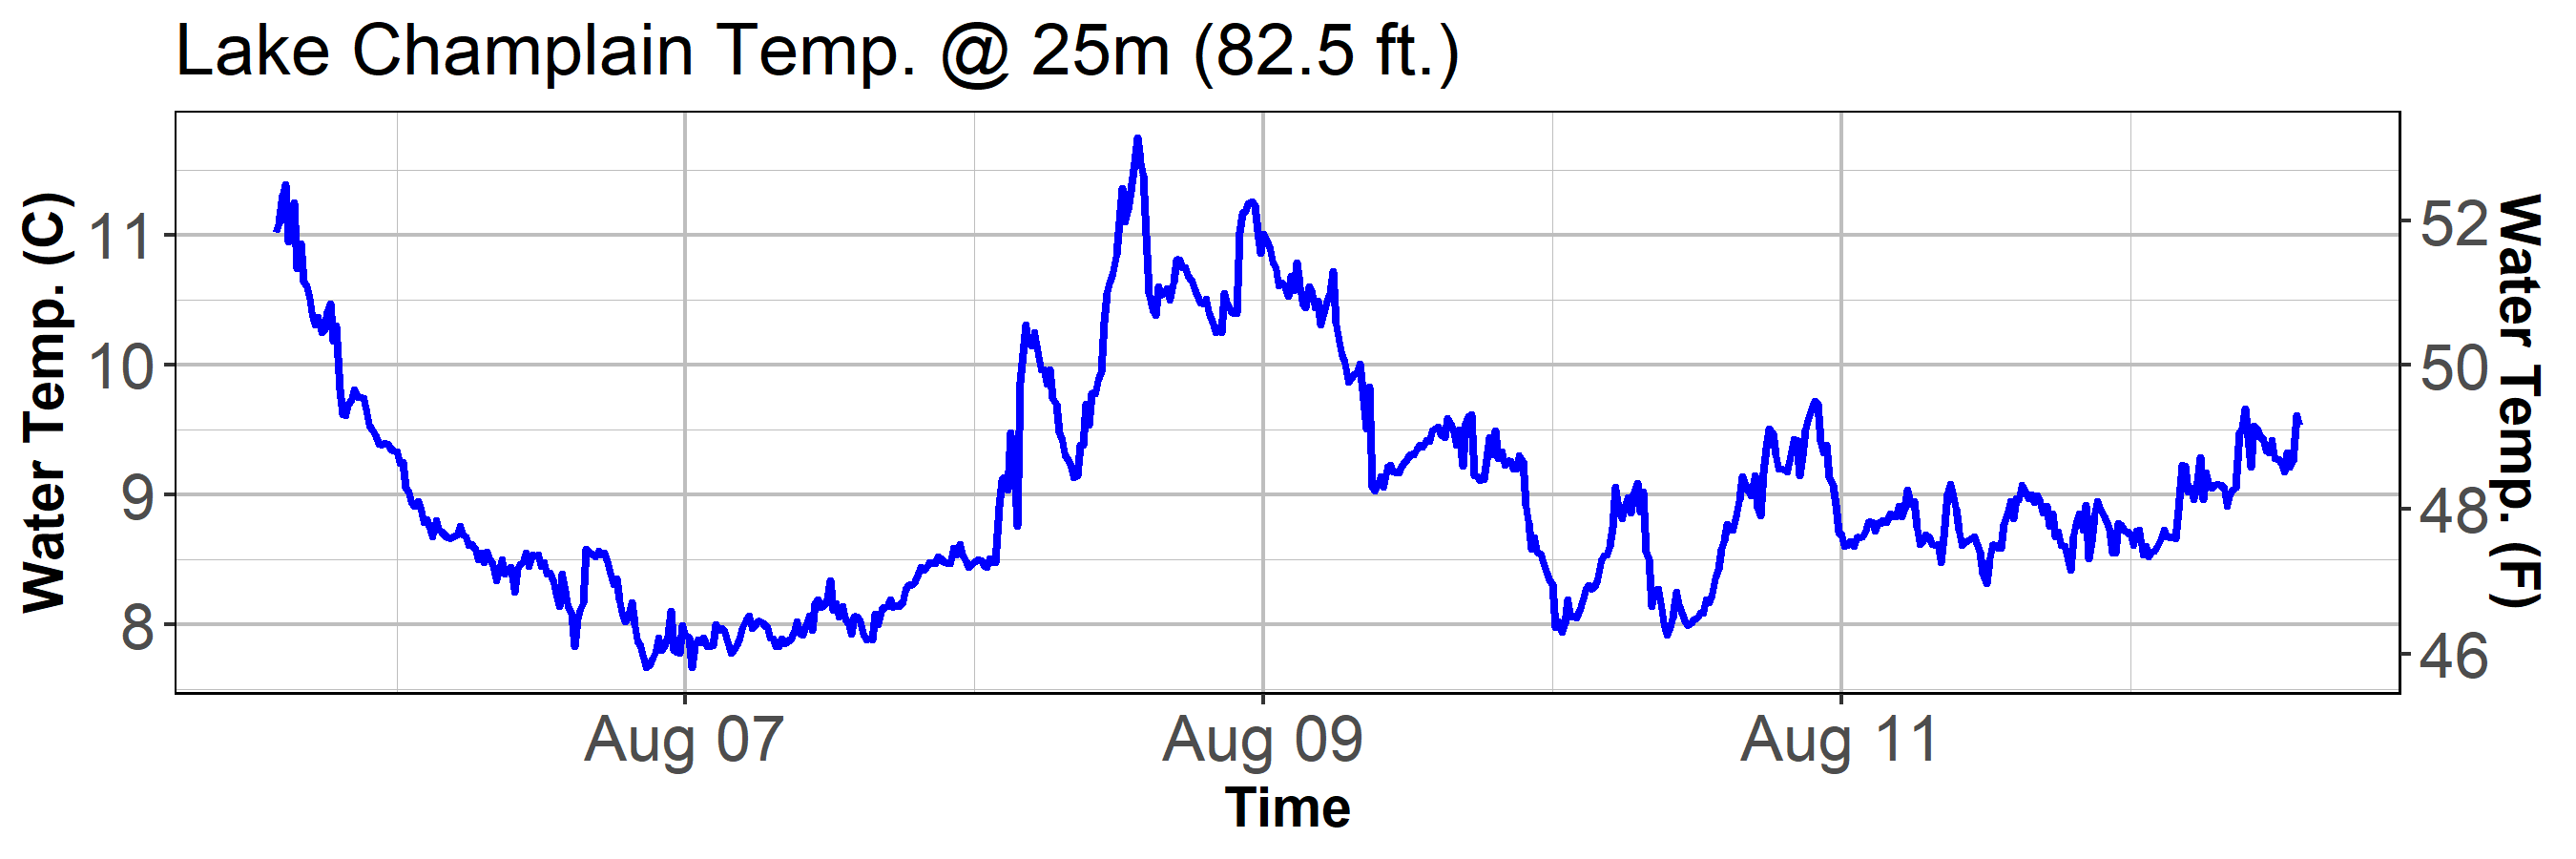 Lake Champlain Temp. @ 25m (82.5 ft.)
Water Temp. (C)
11
10
9
8
52
50
48
46
Water Temp. (F)
Aug 07 Aug 09 Aug 11
Time